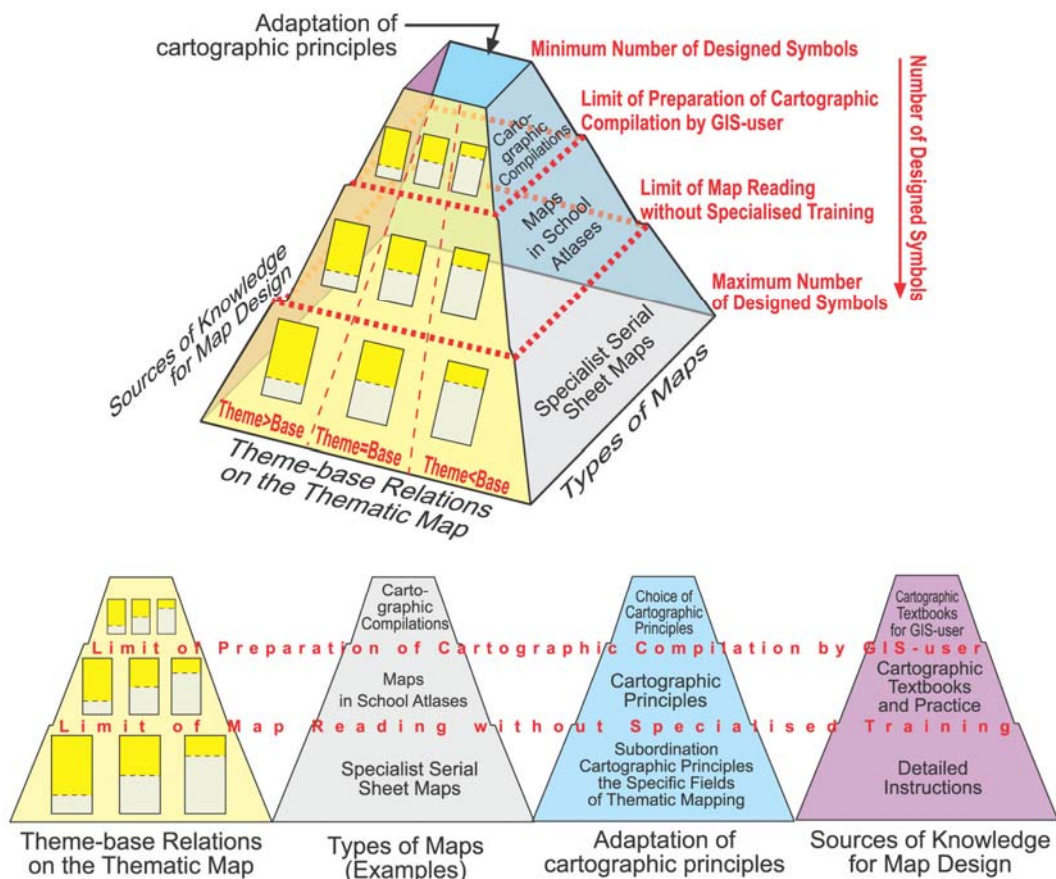 Adaptation of
cartographic principles
Minimum Number of Designed Symbols
Limit of Preparation of Cartographic
Compilation by GIS-user
Limit of Map Reading
without Specialised Training
Maximum Number
of Designed Symbols
Number of Designed Symbols
Carto-
graphic
Compilations
Maps
in School
Atlases
Specialist Serial
Sheet Maps
Types of Maps
Sources of Knowledge
for Map Design
Theme>Base
Theme=Base
Theme<Base
Theme-base Relations
on the Thematic Map
Carto-
graphic
Compilations
Choice of
Cartographic
Principles
Cartographic
Textbooks
for GIS-user
Limit of Preparation of Cartographic Compilation by GIS-user
Maps
in School Atlases
Cartographic
Principles
Cartographic
Textbooks
and Practice
Limit of Map Reading without Specialised Training
Specialist Serial
Sheet Maps
Subordination
Cartographic Principles
the Specific Fields
of Thematic Mapping
Detailed
Instructions
Theme-base Relations
on the Thematic Map
Types of Maps
(Examples)
Adaptation of
cartographic principles
Sources of Knowledge
for Map Design